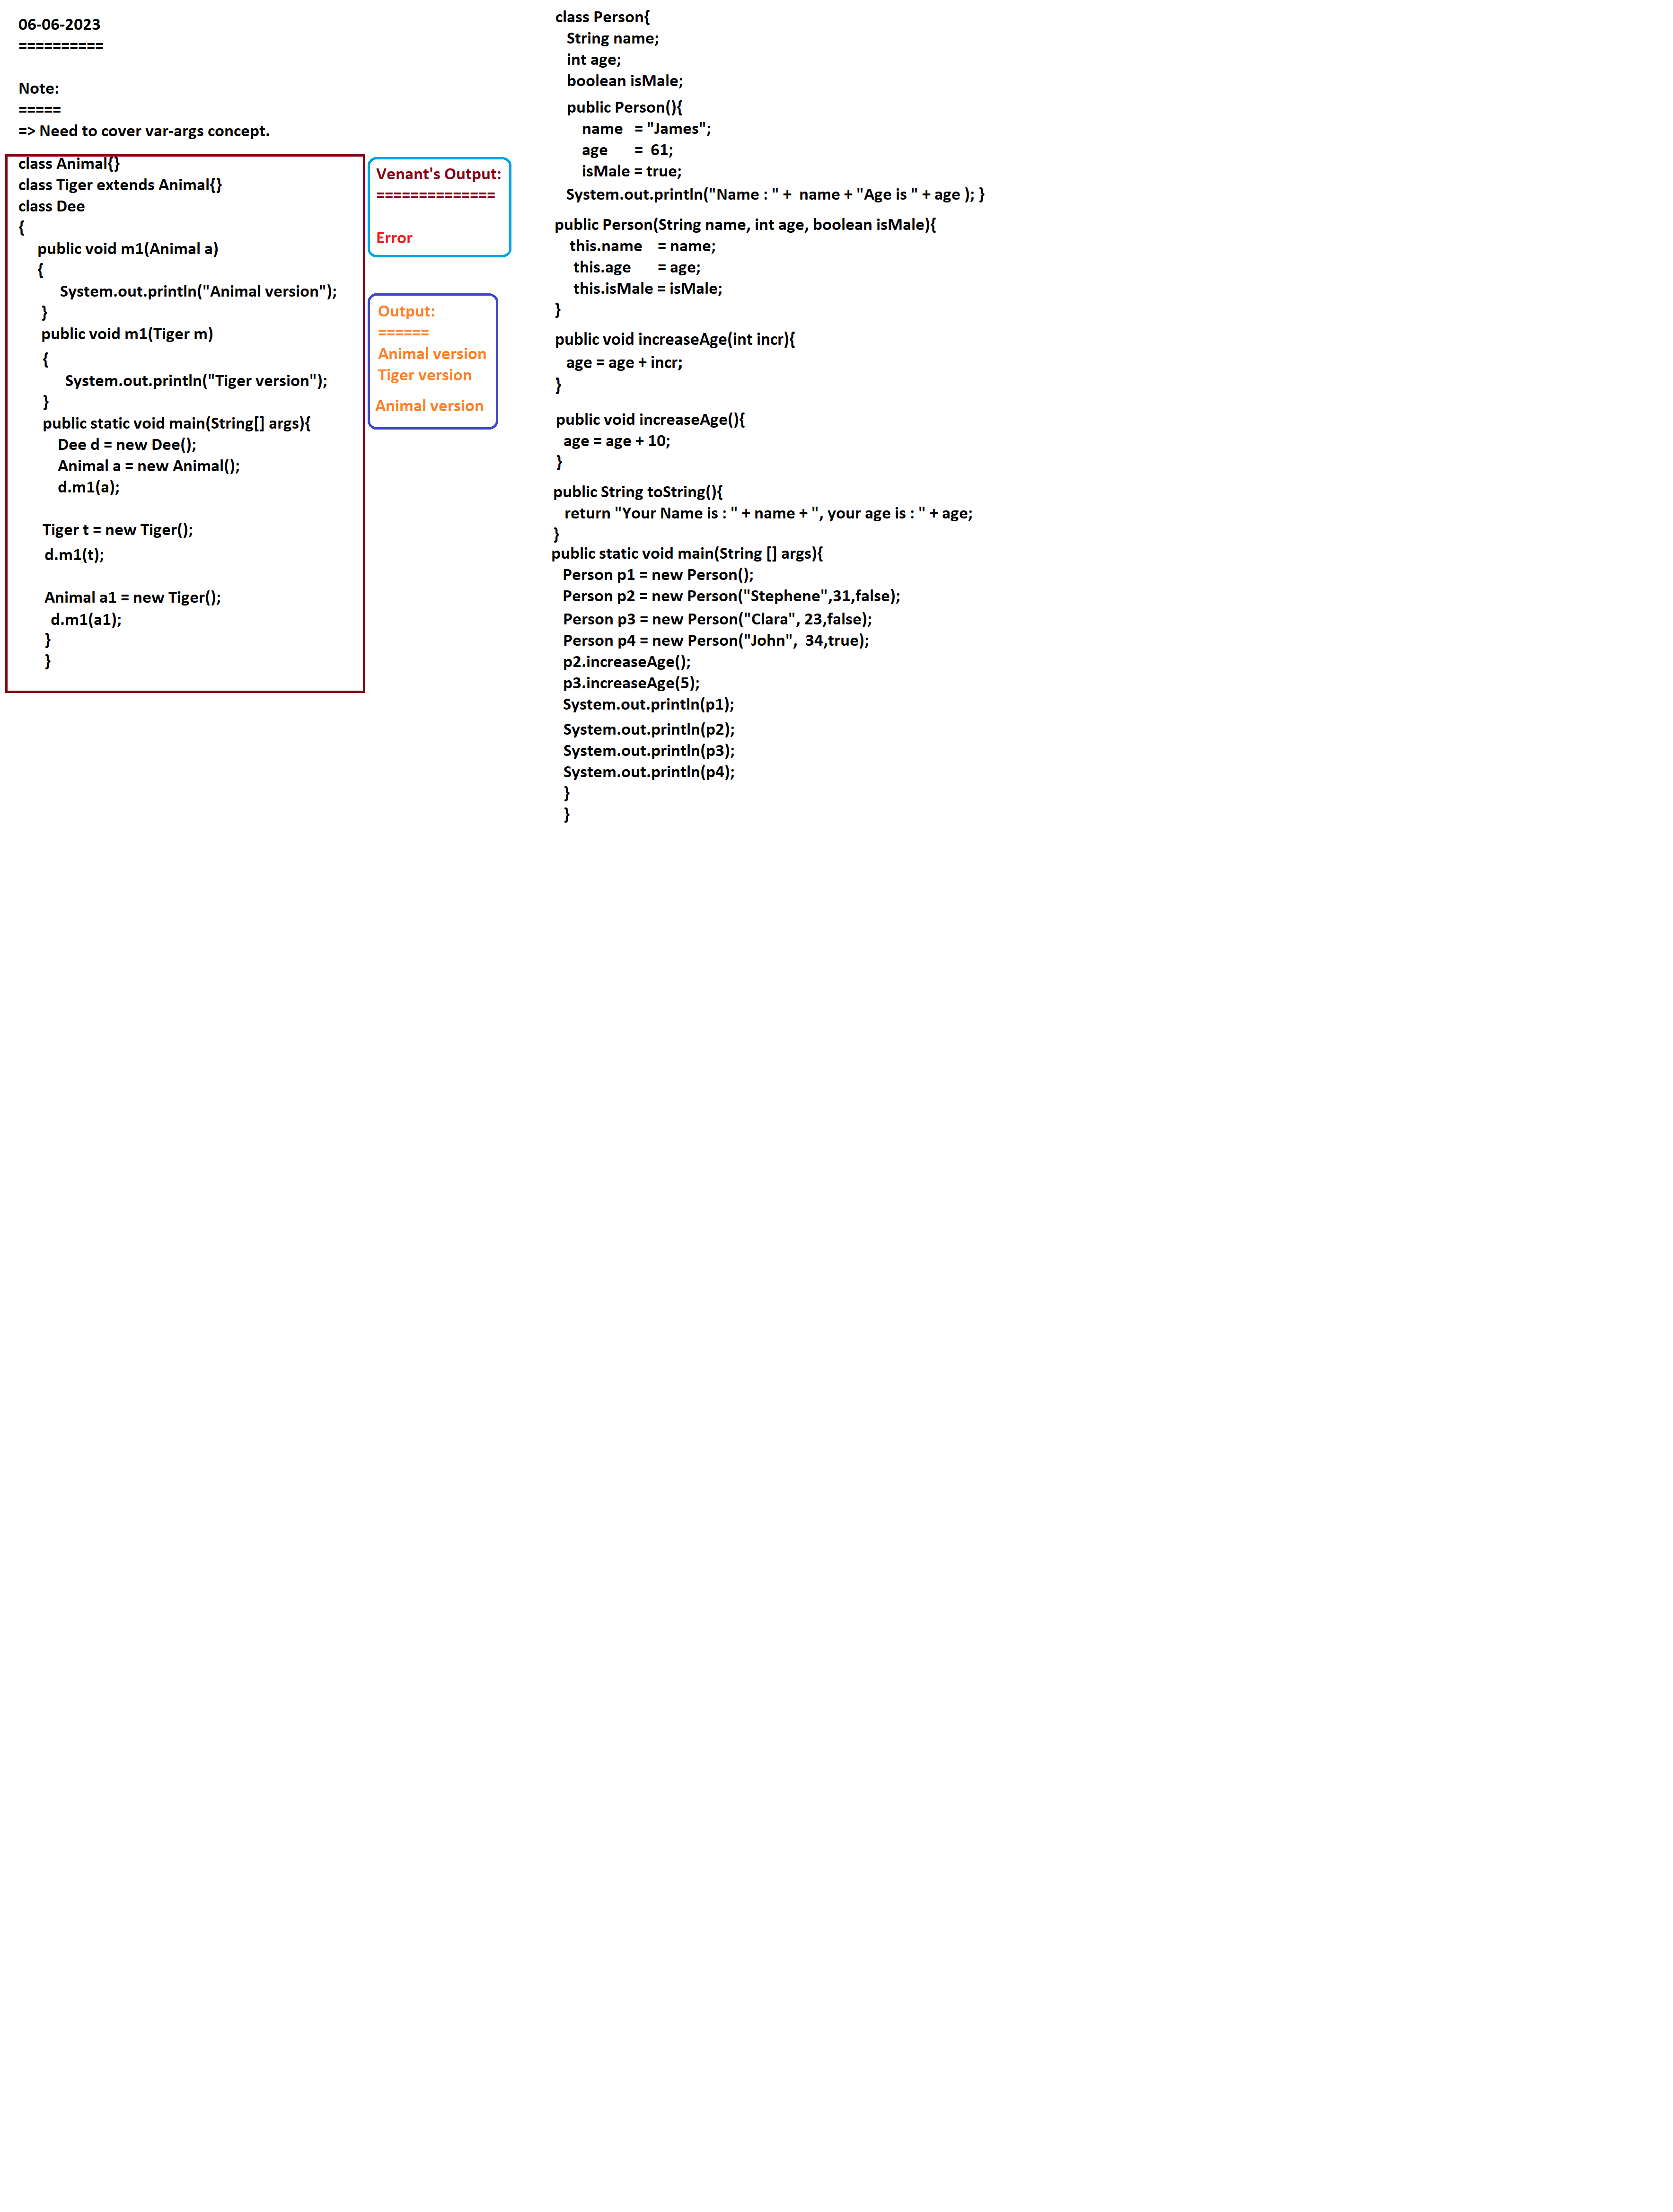 06-06-2023
==========
Note:
=====
=> Need to cover var-args concept.
class Animal{}
class Tiger extends Animal{}
class Dee
{
public void m1(Animal a)
{
System.out.println("Animal version");
}
public void m1(Tiger m)
{
System.out.println("Tiger version");
}
public static void main(String[] args){
Dee d = new Dee();
Animal a = new Animal();
d.m1(a);
Tiger t = new Tiger();
d.m1(t);
Animal a1 = new Tiger();
d.m1(a1);
}
}
Venant's Output:
==============
Error
Output:
======
Animal version
Tiger version
Animal version
class Person{
String name;
int age;
boolean isMale;
public Person(){
name = "James";
age = 61;
isMale = true;
System.out.println("Name : " + name + "Age is " + age ); }
public Person(String name, int age, boolean isMale){
this.name = name;
this.age = age;
this.isMale = isMale;
}
public void increaseAge(int incr){
age = age + incr;
}
public void increaseAge(){
age = age + 10;
}
public String toString(){
return "Your Name is : " + name + ", your age is : " + age;
}
public static void main(String [] args){
Person p1 = new Person();
Person p2 = new Person("Stephene",31,false);
Person p3 = new Person("Clara", 23,false);
Person p4 = new Person("John", 34,true);
p2.increaseAge();
p3.increaseAge(5);
System.out.println(p1);
System.out.println(p2);
System.out.println(p3);
System.out.println(p4);
}
}